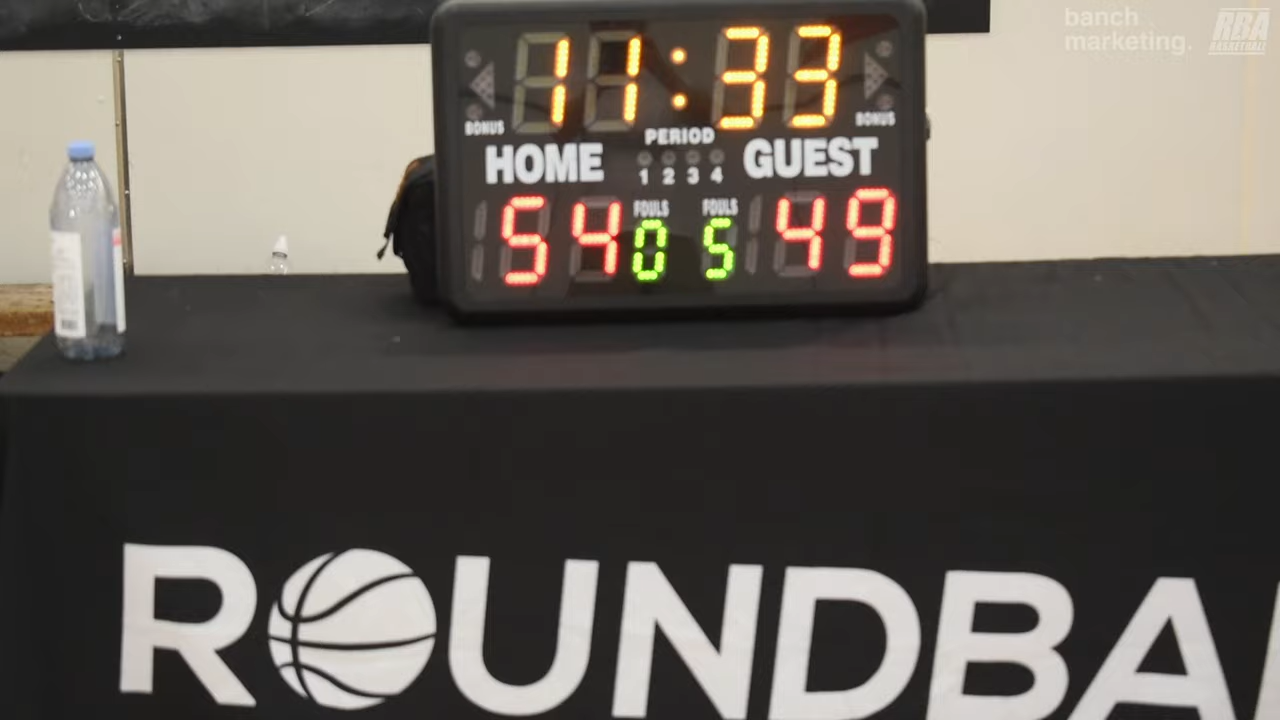 banch
marketing.
RBA
BASKETBALL
11:33
BONUS
BONUS
PERIOD
HOME
GUEST
1 2 3 4
FOULS
FOULS
54
0
5
49
ROUNDBA